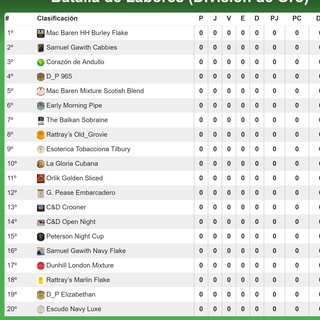 Batalla de Labores (División de Oro)
# Clasificación P J V E D PJ PC D
1º Mac Baren HH Burley Flake 0 0 0 0 0 0 0 0
2º Samuel Gawith Cabbies 0 0 0 0 0 0 0 0
3º Corazón de Andullo 0 0 0 0 0 0 0 0
4º D_P 965 0 0 0 0 0 0 0 0
5º Mac Baren Mixture Scotish Blend 0 0 0 0 0 0 0 0
6º Early Morning Pipe 0 0 0 0 0 0 0 0
7º The Balkan Sobraine 0 0 0 0 0 0 0 0
8º Rattray's Old_Grovie 0 0 0 0 0 0 0 0
9º Esoterica Tobacciana Tilbury 0 0 0 0 0 0 0 0
10º La Gloria Cubana 0 0 0 0 0 0 0 0
11º Orlik Golden Sliced 0 0 0 0 0 0 0 0
12º G. Pease Embarcadero 0 0 0 0 0 0 0 0
13º C&D Crooner 0 0 0 0 0 0 0 0
14º C&D Open Night 0 0 0 0 0 0 0 0
15º Peterson Night Cup 0 0 0 0 0 0 0 0
16º Samuel Gawith Navy Flake 0 0 0 0 0 0 0 0
17º Dunhill London Mixture 0 0 0 0 0 0 0 0
18º Rattray's Marlin Flake 0 0 0 0 0 0 0 0
19º D_P Elizabethan 0 0 0 0 0 0 0 0
20º Escudo Navy Luxe 0 0 0 0 0 0 0 0